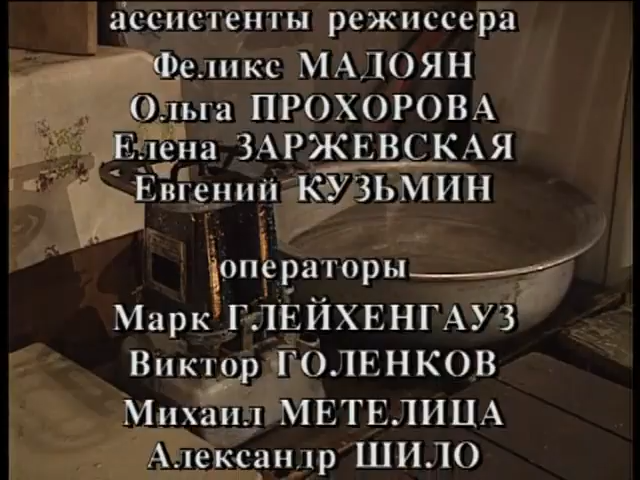 ассистенты режиссера
Феликс МАДОЯН
Ольга ПРОХОРОВА
Елена ЗАРЖЕВСКАЯ
Евгений КУЗЬМИН
операторы
Марк ГЛЕЙХЕНГАУЗ
Виктор ГОЛЕНКОВ
Михаил МЕТЕЛИЦА
Александр ШИЛО